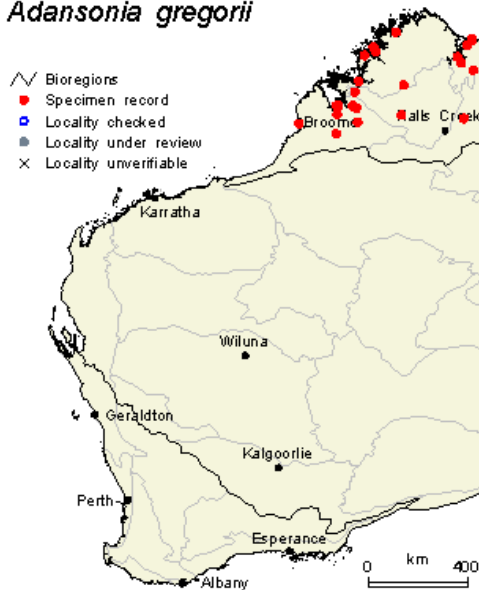 Adansonia gregorii
Bioregions
Specimen record
Locality checked
Locality under review
Locality unverifiable
Broome
Halls Creek
Karratha
Wiluna
Geraldton
Kalgoorlie
Perth
Esperance
Albany
km
0 400